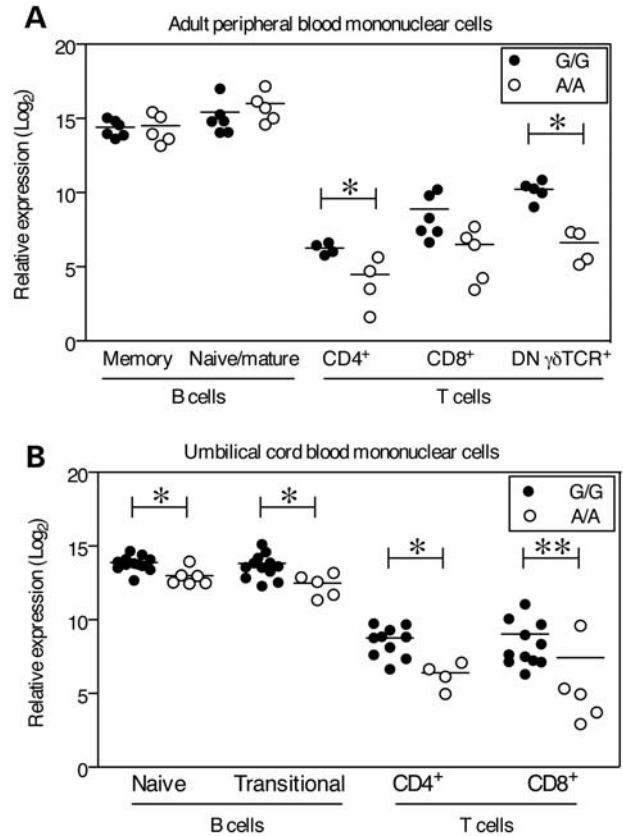 A
Adult peripheral blood mononuclear cells
Relative expression (Log₂)
20
15
10
5
0
G/G
A/A
*
*
Memory
Naive/mature
CD4⁺
CD8⁺
DN γδTCR⁺
B cells
T cells
B
Umbilical cord blood mononuclear cells
Relative expression (Log₂)
20
15
10
5
0
G/G
A/A
*
*
*
**
Naive
Transitional
CD4⁺
CD8⁺
B cells
T cells